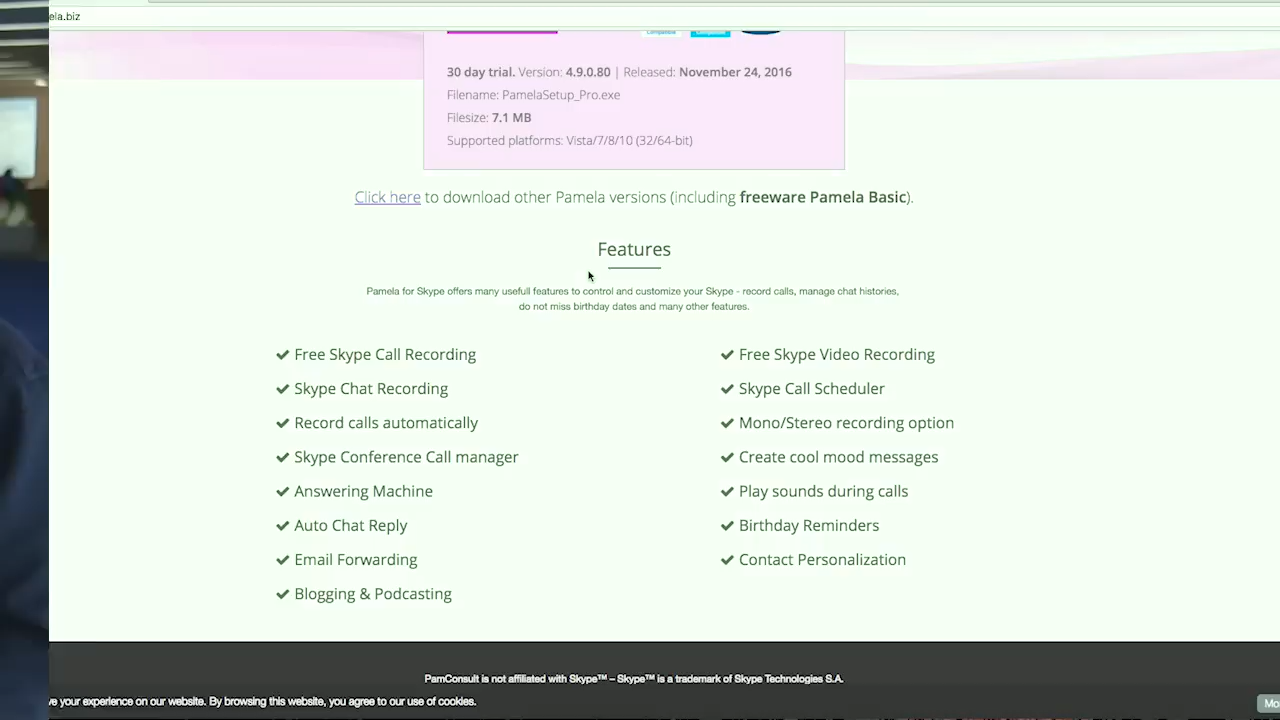 ela.biz
30 day trial. Version: 4.9.0.80 | Released: November 24, 2016
Filename: PamelaSetup_Pro.exe
Filesize: 7.1 MB
Supported platforms: Vista/7/8/10 (32/64-bit)
Click here to download other Pamela versions (including freeware Pamela Basic).
Features
Pamela for Skype offers many usefull features to control and customize your Skype - record calls, manage chat histories,
do not miss birthday dates and many other features.
Free Skype Call Recording
Skype Chat Recording
Record calls automatically
Skype Conference Call manager
Answering Machine
Auto Chat Reply
Email Forwarding
Blogging & Podcasting
Free Skype Video Recording
Skype Call Scheduler
Mono/Stereo recording option
Create cool mood messages
Play sounds during calls
Birthday Reminders
Contact Personalization
PamConsult is not affiliated with Skype™ – Skype™ is a trademark of Skype Technologies S.A.
ve your experience on our website. By browsing this website, you agree to our use of cookies.
Mo